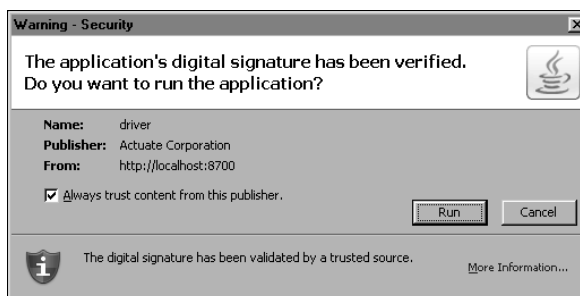 Warning - Security
The application's digital signature has been verified.
Do you want to run the application?
Name: driver
Publisher: Actuate Corporation
From: http://localhost:8700
Always trust content from this publisher.
Run Cancel
The digital signature has been validated by a trusted source.
More Information...